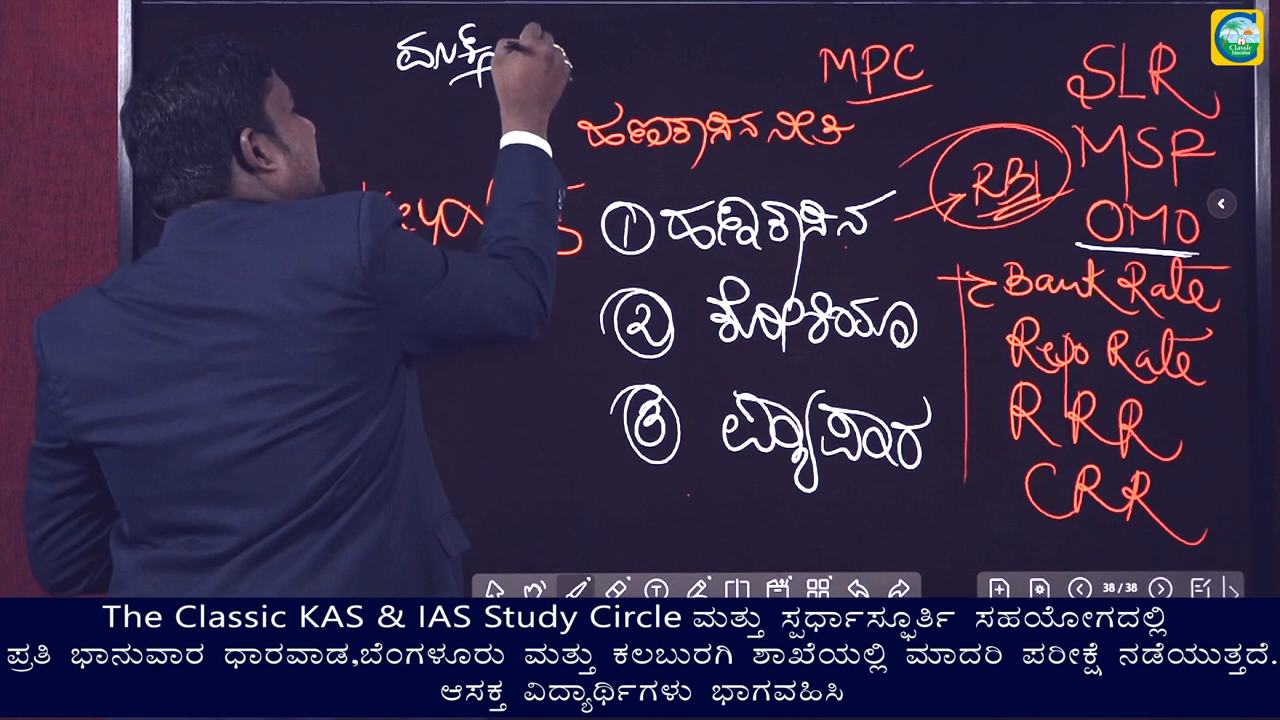 MPC
SLR
ಹಣಕಾಸಿನ ನೀತಿ
MSF
RBI
① ಹಣಕಾಸಿನ
OMO
Bank Rate
② ಕೋಶೀಯ
Repo Rate
③ ವ್ಯಾಪಾರ
RRR
CRR
38 / 38
Classic
Education
The Classic KAS & IAS Study Circle ಮತ್ತು ಸ್ಪರ್ಧಾಸ್ಫೂರ್ತಿ ಸಹಯೋಗದಲ್ಲಿ
ಪ್ರತಿ ಭಾನುವಾರ ಧಾರವಾಡ,ಬೆಂಗಳೂರು ಮತ್ತು ಕಲಬುರಗಿ ಶಾಖೆಯಲ್ಲಿ ಮಾದರಿ ಪರೀಕ್ಷೆ ನಡೆಯುತ್ತದೆ.
ಆಸಕ್ತ ವಿದ್ಯಾರ್ಥಿಗಳು ಭಾಗವಹಿಸಿ